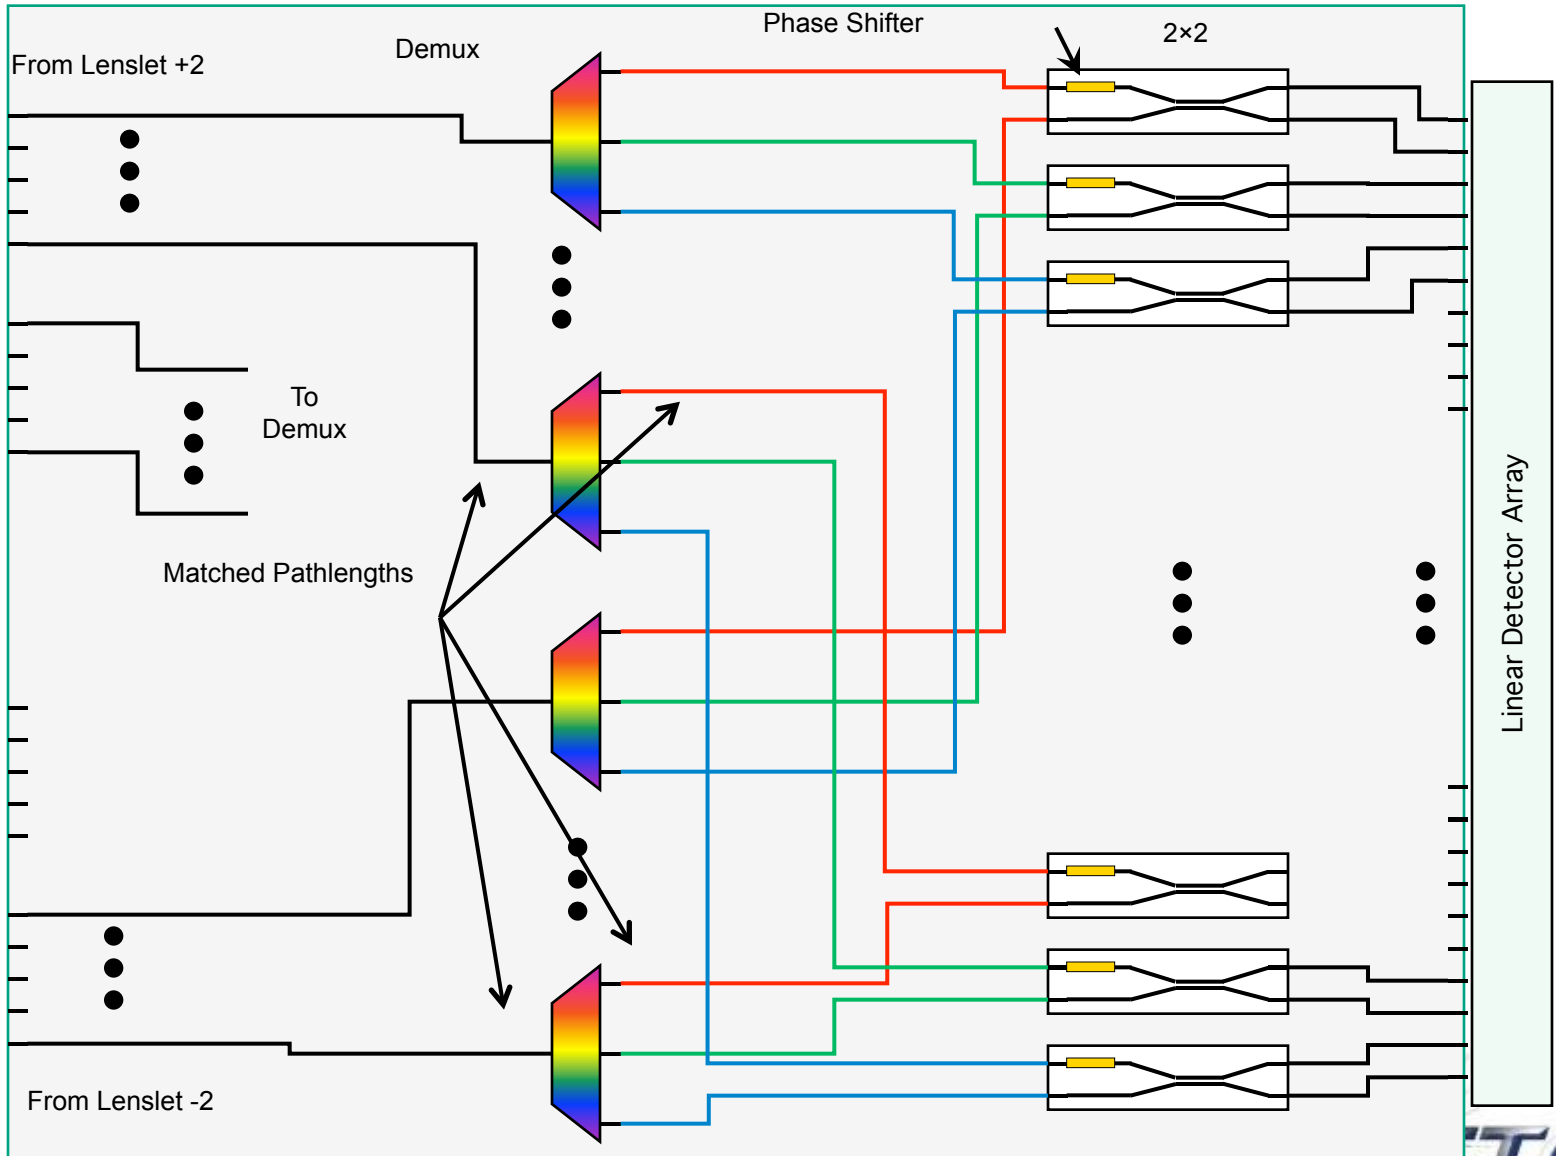 Phase Shifter
2×2
Demux
From Lenslet +2
To
Demux
Matched Pathlengths
Linear Detector Array
From Lenslet -2